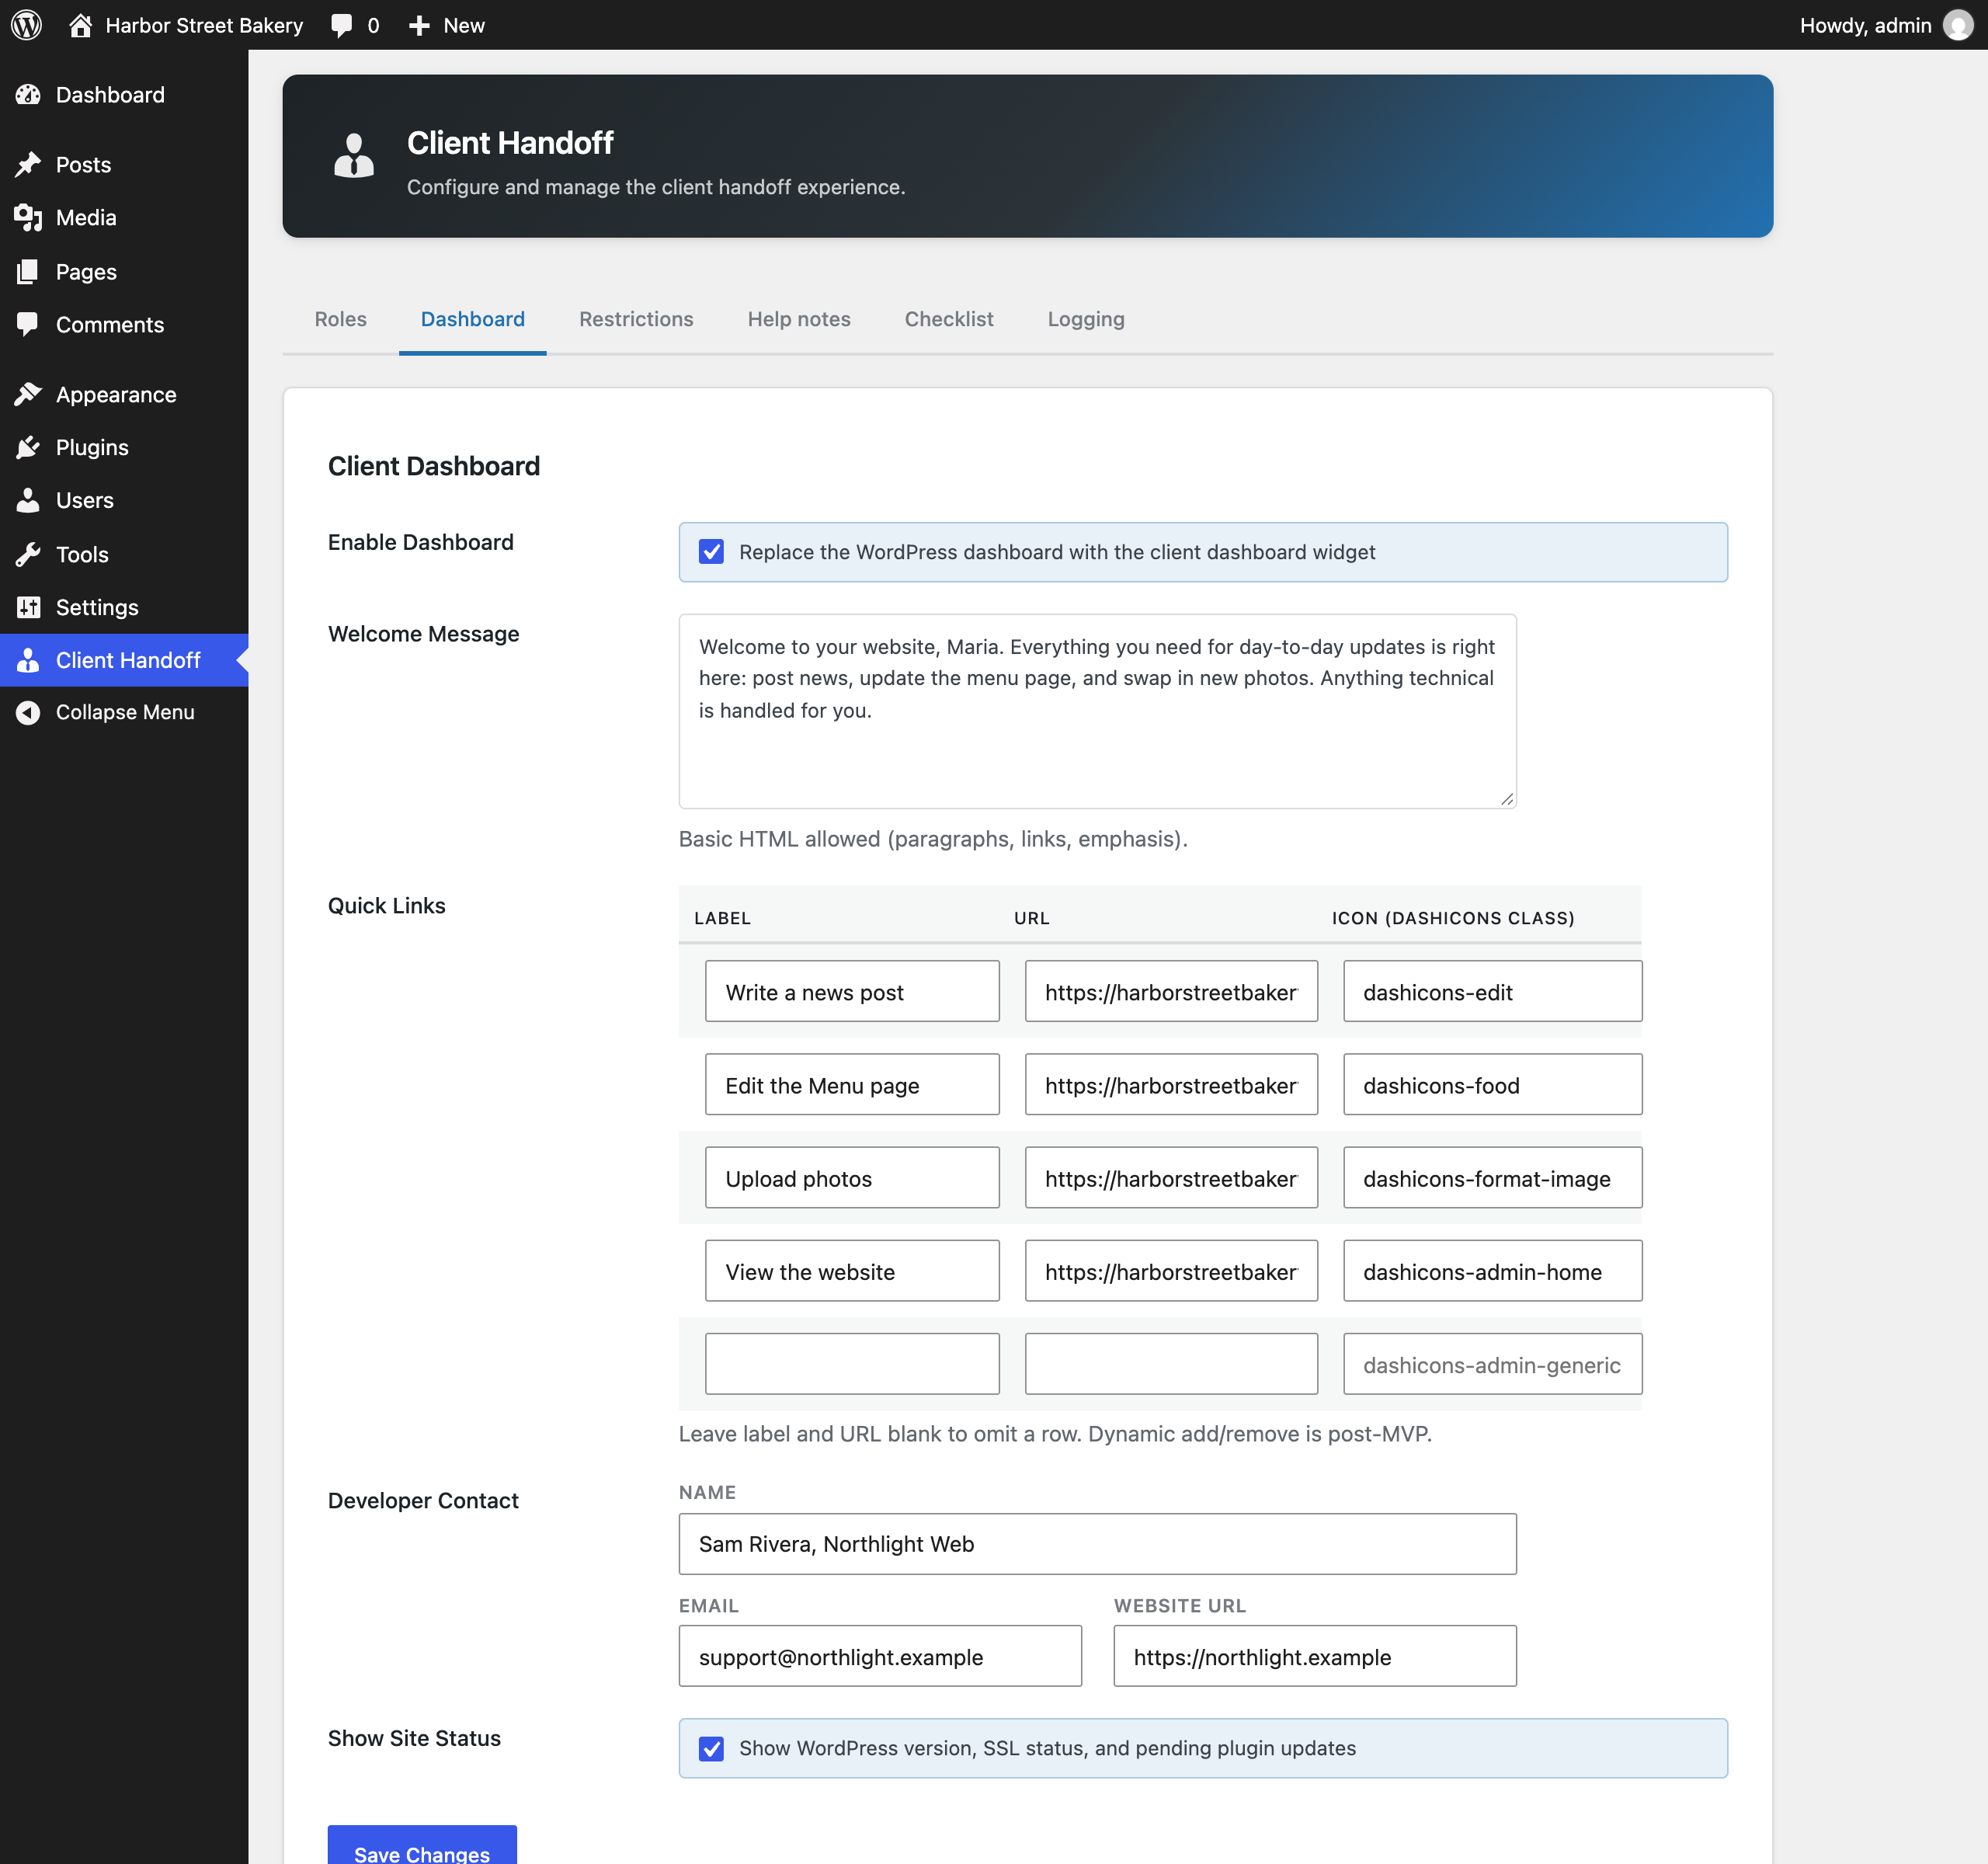 Harbor Street Bakery
0
New
Howdy, admin
Dashboard
Posts
Media
Pages
Comments
Appearance
Plugins
Users
Tools
Settings
Client Handoff
Collapse Menu
Client Handoff
Configure and manage the client handoff experience.
Roles
Dashboard
Restrictions
Help notes
Checklist
Logging
Client Dashboard
Enable Dashboard
Replace the WordPress dashboard with the client dashboard widget
Welcome Message
Welcome to your website, Maria. Everything you need for day-to-day updates is right
here: post news, update the menu page, and swap in new photos. Anything technical
is handled for you.
Basic HTML allowed (paragraphs, links, emphasis).
Quick Links
LABEL
URL
ICON (DASHICONS CLASS)
Write a news post
https://harborstreetbaker
dashicons-edit
Edit the Menu page
https://harborstreetbaker
dashicons-food
Upload photos
https://harborstreetbaker
dashicons-format-image
View the website
https://harborstreetbaker
dashicons-admin-home
dashicons-admin-generic
Leave label and URL blank to omit a row. Dynamic add/remove is post-MVP.
Developer Contact
NAME
Sam Rivera, Northlight Web
EMAIL
WEBSITE URL
support@northlight.example
https://northlight.example
Show Site Status
Show WordPress version, SSL status, and pending plugin updates
Save Changes